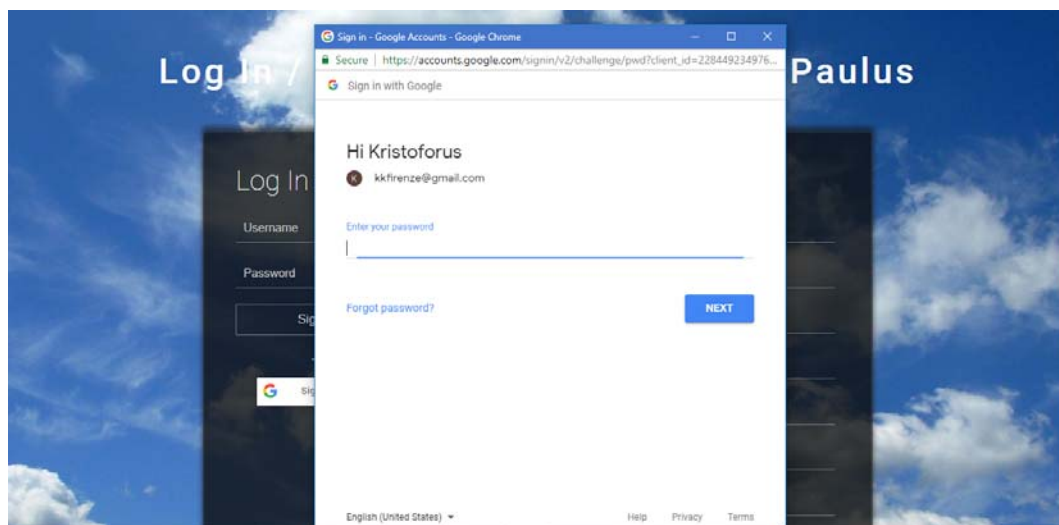 Sign in - Google Accounts - Google Chrome
Secure | https://accounts.google.com/signin/v2/challenge/pwd?client_id=228449234976...
Sign in with Google
Log In / Paulus
Hi Kristoforus
K kkfirenze@gmail.com
Log In
Username
Enter your password
Password
Forgot password?
NEXT
Sig
G Sig
English (United States)
Help Privacy Terms